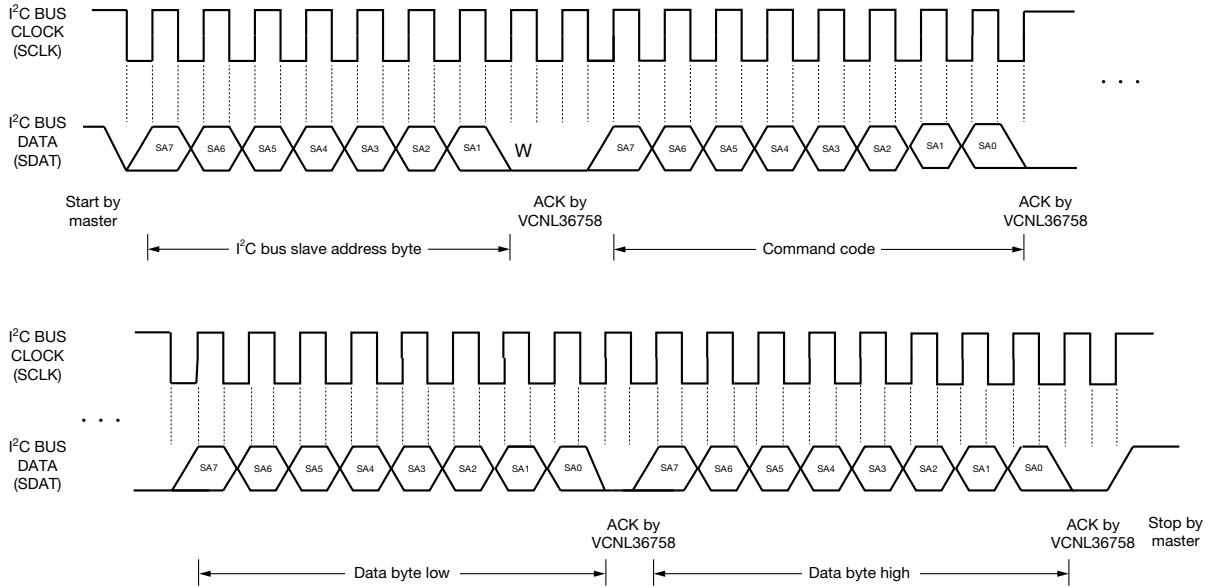 I²C BUS
CLOCK
(SCLK)
. . .
I²C BUS
DATA
(SDAT)
SA7 SA6 SA5 SA4 SA3 SA2 SA1 W SA7 SA6 SA5 SA4 SA3 SA2 SA1 SA0
Start by
master
ACK by
VCNL36758
ACK by
VCNL36758
I²C bus slave address byte
Command code
I²C BUS
CLOCK
(SCLK)
. . .
I²C BUS
DATA
(SDAT)
SA7 SA6 SA5 SA4 SA3 SA2 SA1 SA0 SA7 SA6 SA5 SA4 SA3 SA2 SA1 SA0
ACK by
VCNL36758
ACK by
VCNL36758
Stop by
master
Data byte low
Data byte high